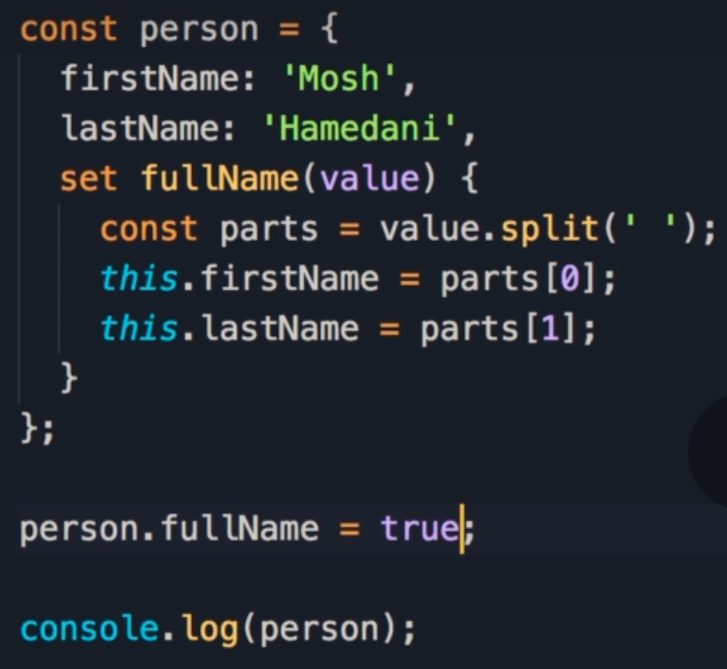 const person = {
  firstName: 'Mosh',
  lastName: 'Hamedani',
  set fullName(value) {
    const parts = value.split(' ');
    this.firstName = parts[0];
    this.lastName = parts[1];
  }
};

person.fullName = true;

console.log(person);